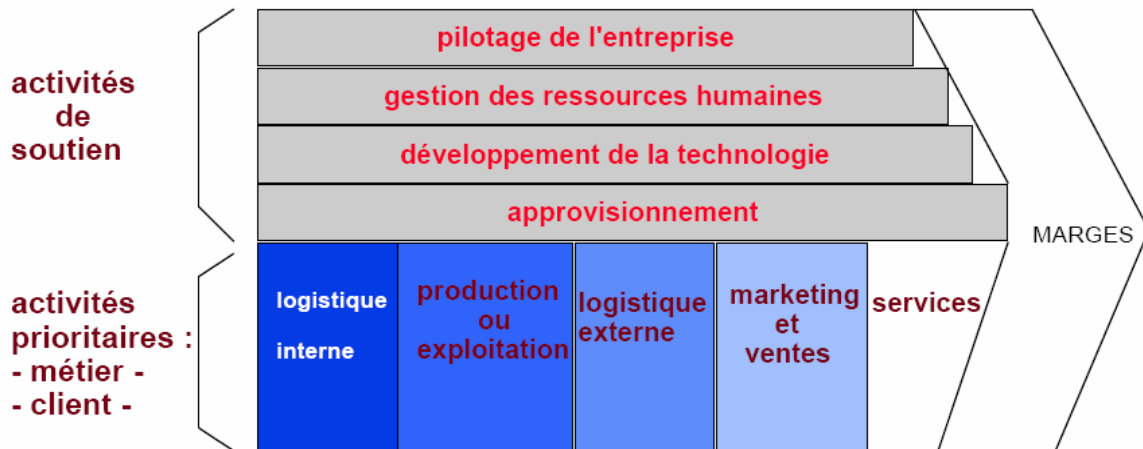 activités
de
soutien
pilotage de l'entreprise
gestion des ressources humaines
développement de la technologie
approvisionnement
MARGES
activités
prioritaires :
- métier -
- client -
logistique
interne
production
ou
exploitation
logistique
externe
marketing
et
ventes
services